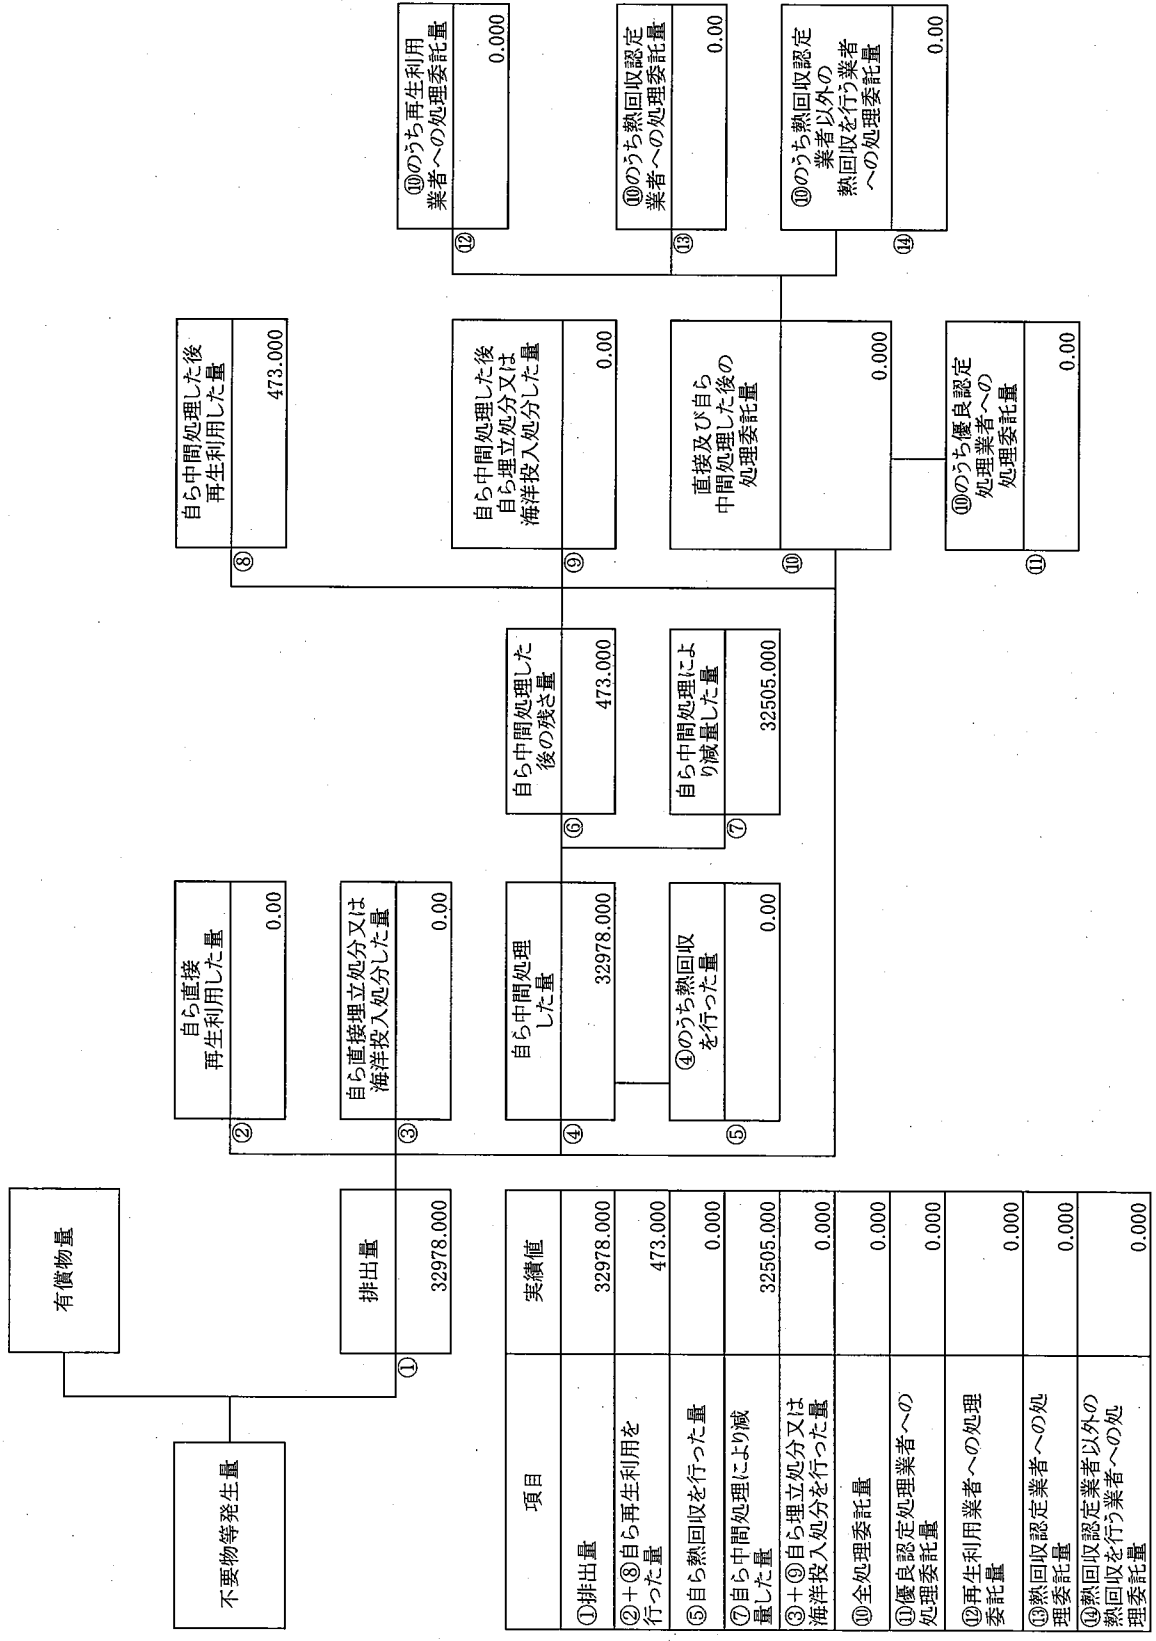 不要物等発生量
有償物量
排出量
32978.000
①
自ら直接
再生利用した量
0.00
②
自ら直接埋立処分又は
海洋投入処分した量
0.00
③
自ら中間処理
した量
32978.000
④
④のうち熱回収
を行った量
0.00
⑤
自ら中間処理した
後の残さ量
473.000
⑥
自ら中間処理によ
り減量した量
32505.000
⑦
自ら中間処理した後
再生利用した量
473.000
⑧
自ら中間処理した後
自ら埋立処分又は
海洋投入処分した量
0.00
⑨
直接及び自ら
中間処理した後の
処理委託量
0.000
⑩
⑩のうち優良認定
処理業者への
処理委託量
0.00
⑪
⑩のうち再生利用
業者への処理委託量
0.000
⑫
⑩のうち熱回収認定
業者への処理委託量
0.00
⑬
⑩のうち熱回収認定
業者以外の
熱回収を行う業者
への処理委託量
0.00
⑭
項目 実績値
①排出量 32978.000
②+⑧自ら再生利用を
行った量 473.000
⑤自ら熱回収を行った量 0.000
⑦自ら中間処理により減
量した量 32505.000
③+⑨自ら埋立処分又は
海洋投入処分を行った量 0.000
⑩全処理委託量 0.000
⑪優良認定処理業者への
処理委託量 0.000
⑫再生利用業者への処理
委託量 0.000
⑬熱回収認定業者への処
理委託量 0.000
⑭熱回収認定業者以外の
熱回収を行う業者への処
理委託量 0.000